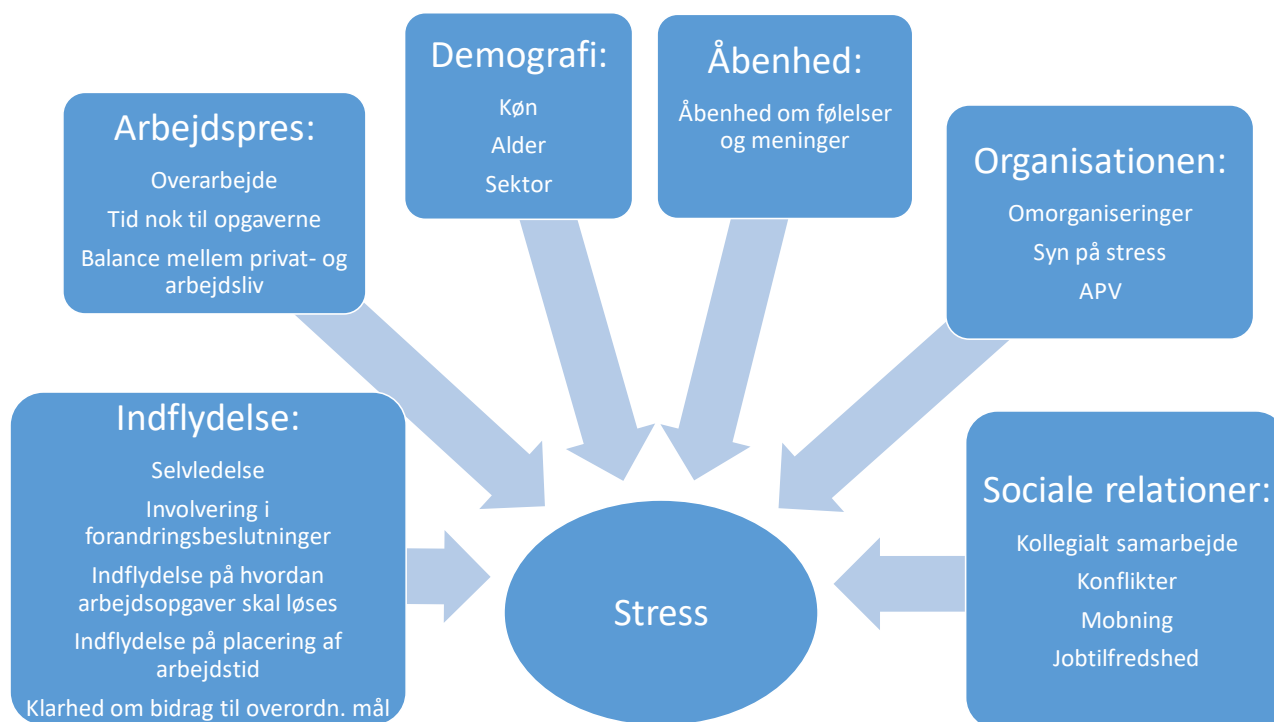 Demografi:
Køn
Alder
Sektor
Åbenhed:
Åbenhed om følelser
og meninger
Arbejdspres:
Overarbejde
Tid nok til opgaverne
Balance mellem privat- og
arbejdsliv
Organisationen:
Omorganiseringer
Syn på stress
APV
Indflydelse:
Selvledelse
Involvering i
forandringsbeslutninger
Indflydelse på hvordan
arbejdsopgaver skal løses
Indflydelse på placering af
arbejdstid
Klarhed om bidrag til overordn. mål
Sociale relationer:
Kollegialt samarbejde
Konflikter
Mobning
Jobtilfredshed
Stress